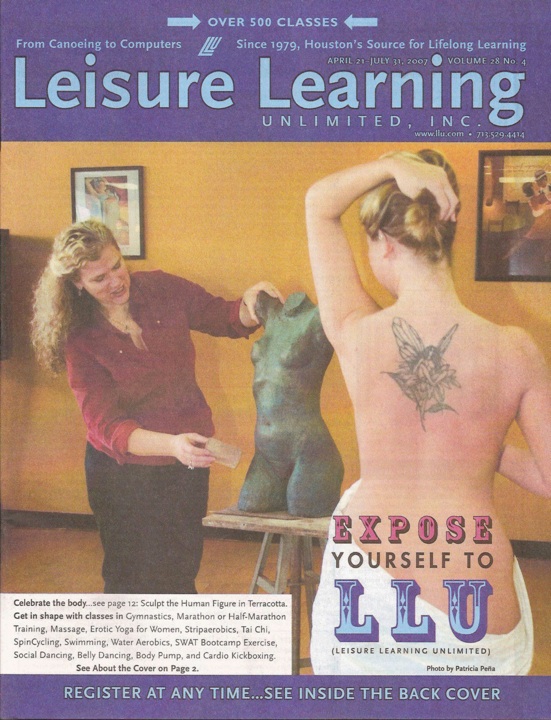 OVER 500 CLASSES
From Canoeing to Computers LLU Since 1979, Houston's Source for Lifelong Learning
APRIL 21-JULY 31, 2007 VOLUME 28 No. 4
Leisure Learning
UNLIMITED, INC.
www.llu.com • 713.529.4414
EXPOSE
YOURSELF TO
LLU
(LEISURE LEARNING UNLIMITED)
Photo by Patricia Peña
Celebrate the body...see page 12: Sculpt the Human Figure in Terracotta.
Get in shape with classes in Gymnastics, Marathon or Half-Marathon
Training, Massage, Erotic Yoga for Women, Stripaerobics, Tai Chi,
SpinCycling, Swimming, Water Aerobics, SWAT Bootcamp Exercise,
Social Dancing, Belly Dancing, Body Pump, and Cardio Kickboxing.
See About the Cover on Page 2.
REGISTER AT ANY TIME...SEE INSIDE THE BACK COVER